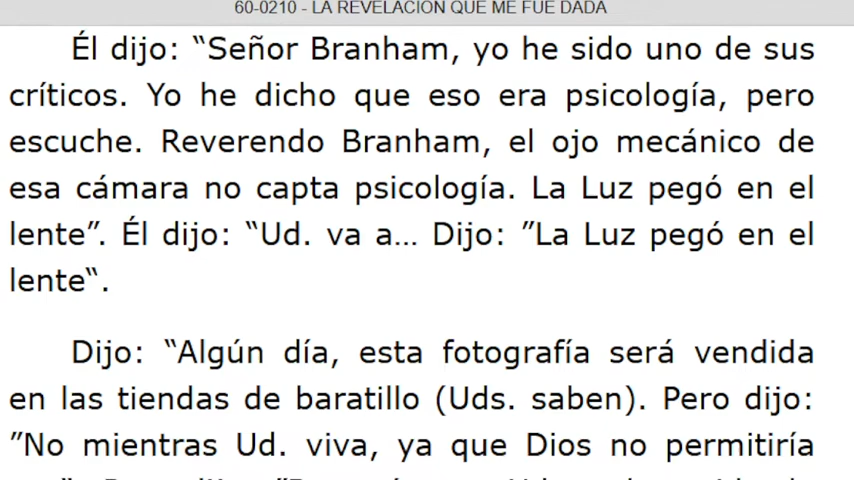 60-0210 - LA REVELACIÓN QUE ME FUE DADA
Él dijo: “Señor Branham, yo he sido uno de sus
críticos. Yo he dicho que eso era psicología, pero
escuche. Reverendo Branham, el ojo mecánico de
esa cámara no capta psicología. La Luz pegó en el
lente”. Él dijo: “Ud. va a… Dijo: ”La Luz pegó en el
lente“.
Dijo: “Algún día, esta fotografía será vendida
en las tiendas de baratillo (Uds. saben). Pero dijo:
”No mientras Ud. viva, ya que Dios no permitiría